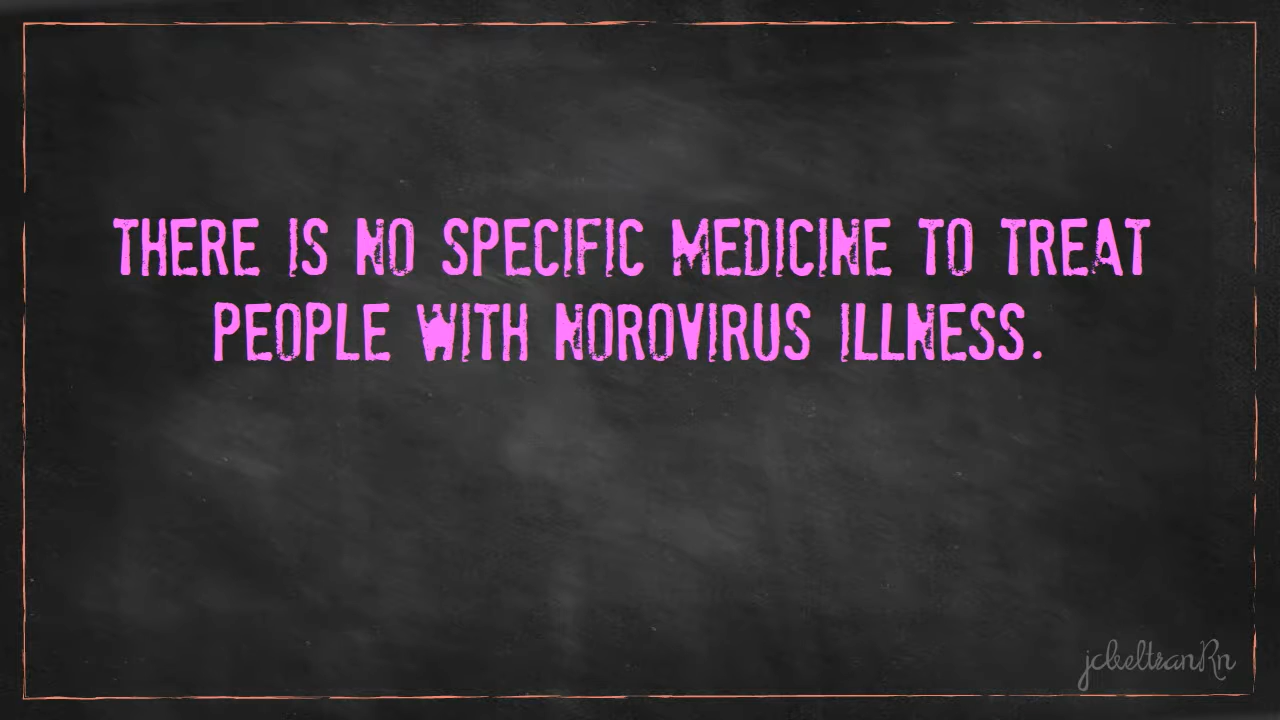 THERE IS NO SPECIFIC MEDICINE TO TREAT
PEOPLE WITH NOROVIRUS ILLNESS.
jcbeltranRn